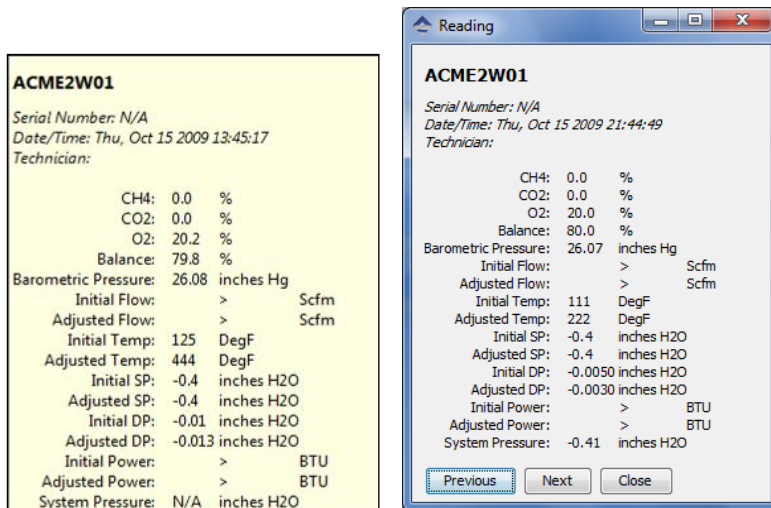 ACME2W01
Serial Number: N/A
Date/Time: Thu, Oct 15 2009 13:45:17
Technician:
CH4: 0.0 %
CO2: 0.0 %
O2: 20.2 %
Balance: 79.8 %
Barometric Pressure: 26.08 inches Hg
Initial Flow: > Scfm
Adjusted Flow: > Scfm
Initial Temp: 125 DegF
Adjusted Temp: 444 DegF
Initial SP: -0.4 inches H2O
Adjusted SP: -0.4 inches H2O
Initial DP: -0.01 inches H2O
Adjusted DP: -0.013 inches H2O
Initial Power: > BTU
Adjusted Power: > BTU
System Pressure: N/A inches H2O
Reading
ACME2W01
Serial Number: N/A
Date/Time: Thu, Oct 15 2009 21:44:49
Technician:
CH4: 0.0 %
CO2: 0.0 %
O2: 20.0 %
Balance: 80.0 %
Barometric Pressure: 26.07 inches Hg
Initial Flow: > Scfm
Adjusted Flow: > Scfm
Initial Temp: 111 DegF
Adjusted Temp: 222 DegF
Initial SP: -0.4 inches H2O
Adjusted SP: -0.4 inches H2O
Initial DP: -0.0050 inches H2O
Adjusted DP: -0.0030 inches H2O
Initial Power: > BTU
Adjusted Power: > BTU
System Pressure: -0.41 inches H2O
Previous Next Close